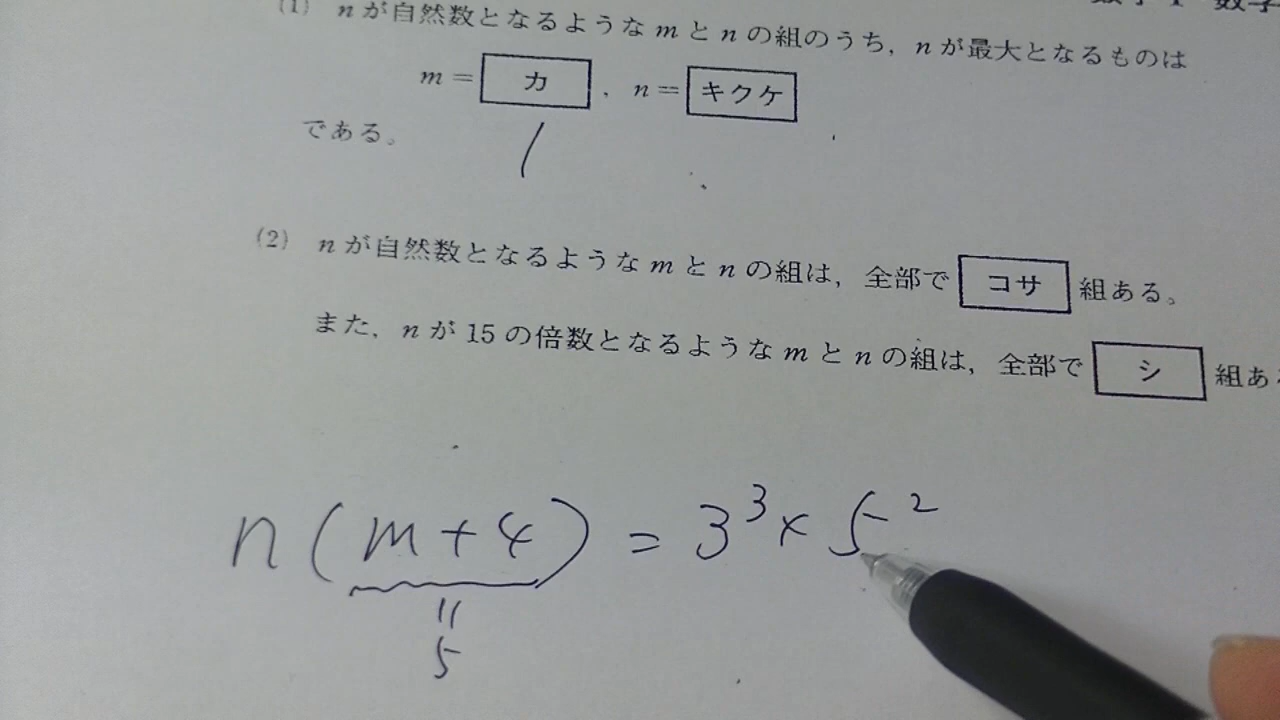 (1) nが自然数となるようなmとnの組のうち，nが最大となるものは
m＝ カ ，n＝ キクケ
である。
1
(2) nが自然数となるようなmとnの組は，全部で コサ 組ある。
また，nが15の倍数となるようなmとnの組は，全部で シ 組あ
n(m+4)=3³×5²
=
5